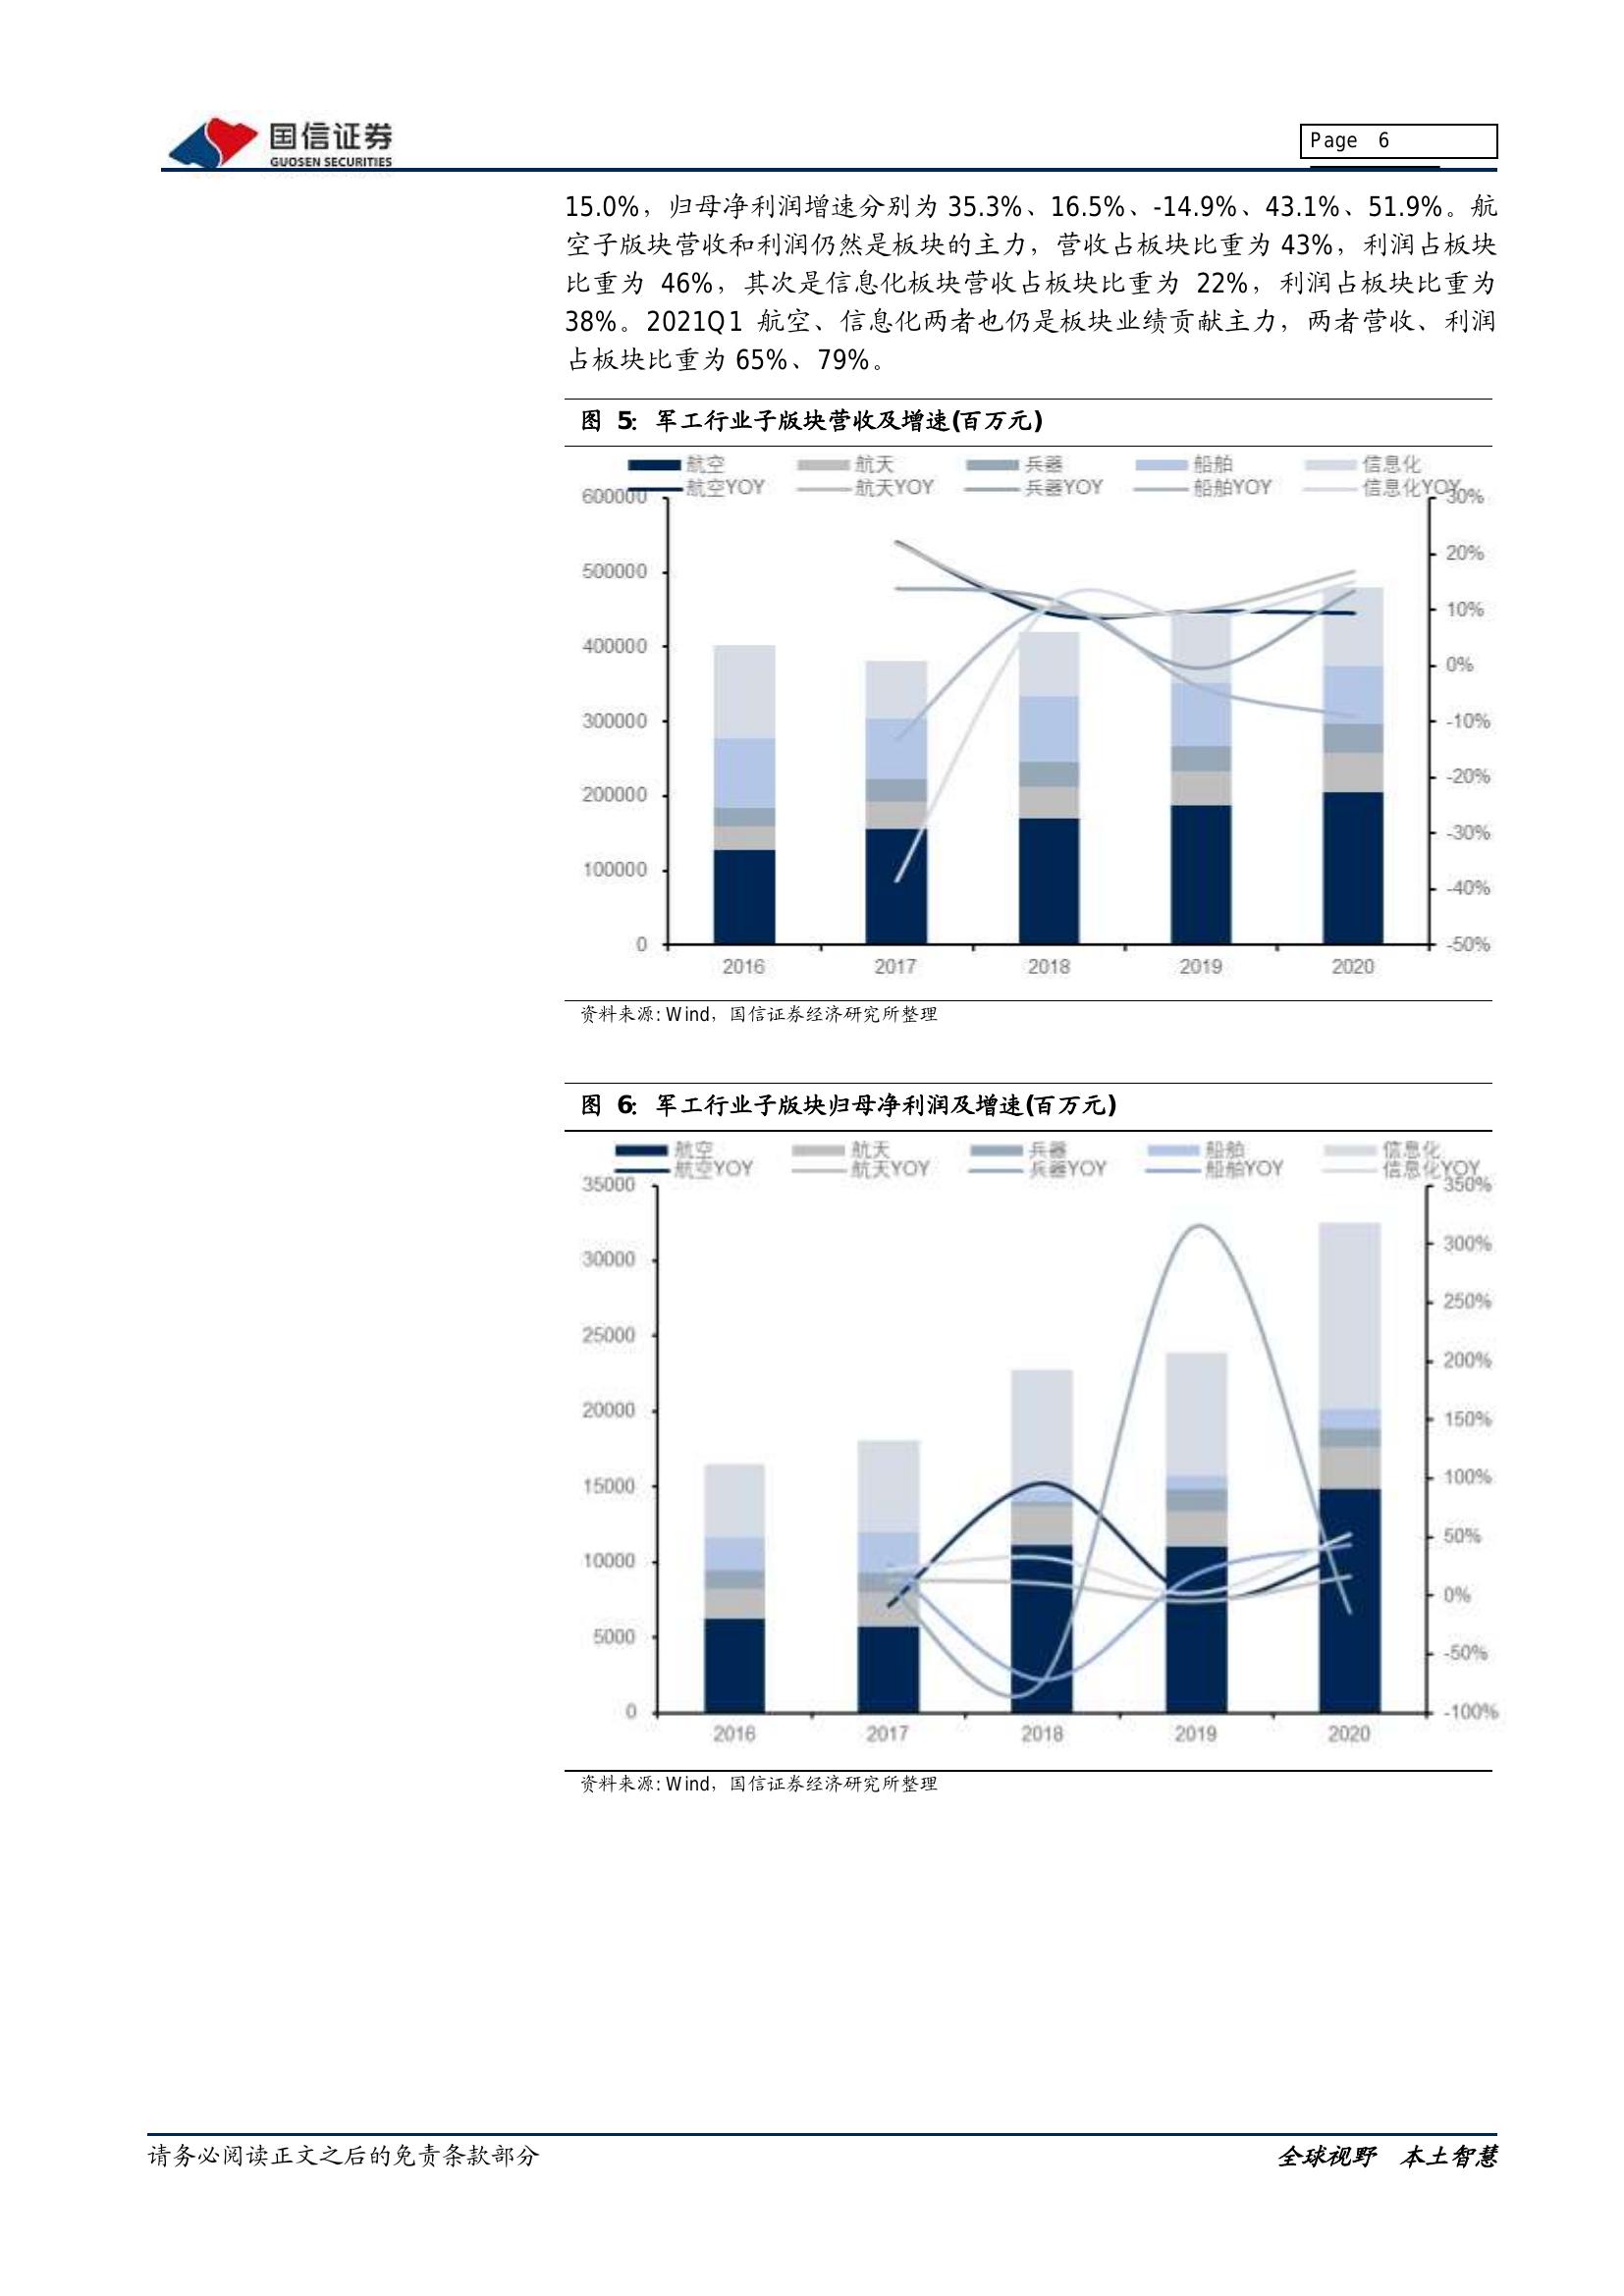 国信证券
GUOSEN SECURITIES
Page 6
15.0%，归母净利润增速分别为 35.3%、16.5%、-14.9%、43.1%、51.9%。航
空子版块营收和利润仍然是板块的主力，营收占板块比重为 43%，利润占板块
比重为 46%，其次是信息化板块营收占板块比重为 22%，利润占板块比重为
38%。2021Q1 航空、信息化两者也仍是板块业绩贡献主力，两者营收、利润
占板块比重为 65%、79%。
图 5：军工行业子版块营收及增速(百万元)
航空 航天 兵器 船舶 信息化
航空YOY 航天YOY 兵器YOY 船舶YOY 信息化YOY
600000 30%
20%
500000
10%
400000
0%
300000 -10%
-20%
200000
-30%
100000
-40%
0 -50%
2016 2017 2018 2019 2020
资料来源：Wind，国信证券经济研究所整理
图 6：军工行业子版块归母净利润及增速(百万元)
航空 航天 兵器 船舶 信息化
航空YOY 航天YOY 兵器YOY 船舶YOY 信息化YOY
35000 350%
300%
30000
250%
25000
200%
20000
150%
15000 100%
50%
10000
0%
5000
-50%
0 -100%
2016 2017 2018 2019 2020
资料来源：Wind，国信证券经济研究所整理
请务必阅读正文之后的免责条款部分
全球视野 本土智慧